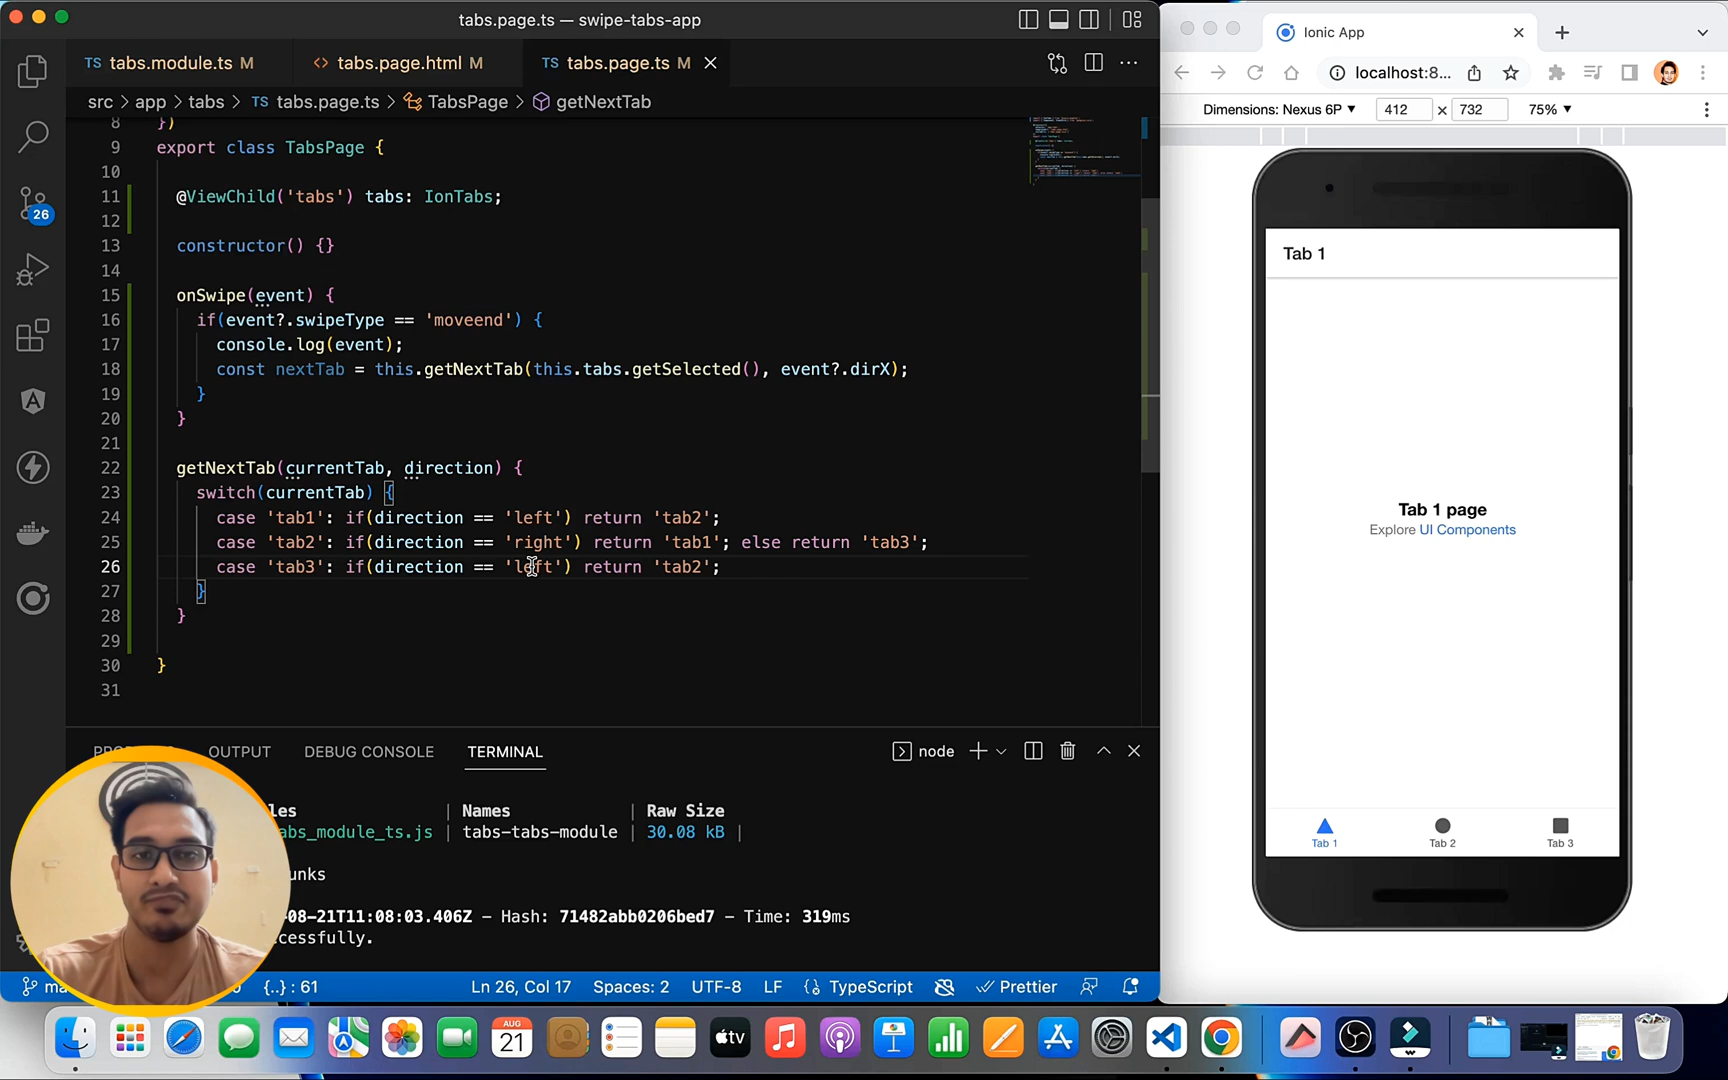 tabs.page.ts — swipe-tabs-app
TS tabs.module.ts M
<> tabs.page.html M
TS tabs.page.ts M
src > app > tabs > TS tabs.page.ts > TabsPage > getNextTab
8 })
9 export class TabsPage {
10
11 @ViewChild('tabs') tabs: IonTabs;
12
13 constructor() {}
14
15 onSwipe(event) {
16 if(event?.swipeType == 'moveend') {
17 console.log(event);
18 const nextTab = this.getNextTab(this.tabs.getSelected(), event?.dirX);
19 }
20 }
21
22 getNextTab(currentTab, direction) {
23 switch(currentTab) {
24 case 'tab1': if(direction == 'left') return 'tab2';
25 case 'tab2': if(direction == 'right') return 'tab1'; else return 'tab3';
26 case 'tab3': if(direction == 'left') return 'tab2';
27 }
28 }
29
30 }
31
26
OUTPUT DEBUG CONSOLE TERMINAL
node
les | Names | Raw Size
abs_module_ts.js | tabs-tabs-module | 30.08 kB |
unks
08-21T11:08:03.406Z - Hash: 71482abb0206bed7 - Time: 319ms
cessfully.
{..} : 61
Ln 26, Col 17 Spaces: 2 UTF-8 LF {} TypeScript Prettier
Ionic App
localhost:8...
Dimensions: Nexus 6P ▼ 412 × 732 75% ▼
Tab 1
Tab 1 page
Explore UI Components
Tab 1 Tab 2 Tab 3
AUG
21
tv